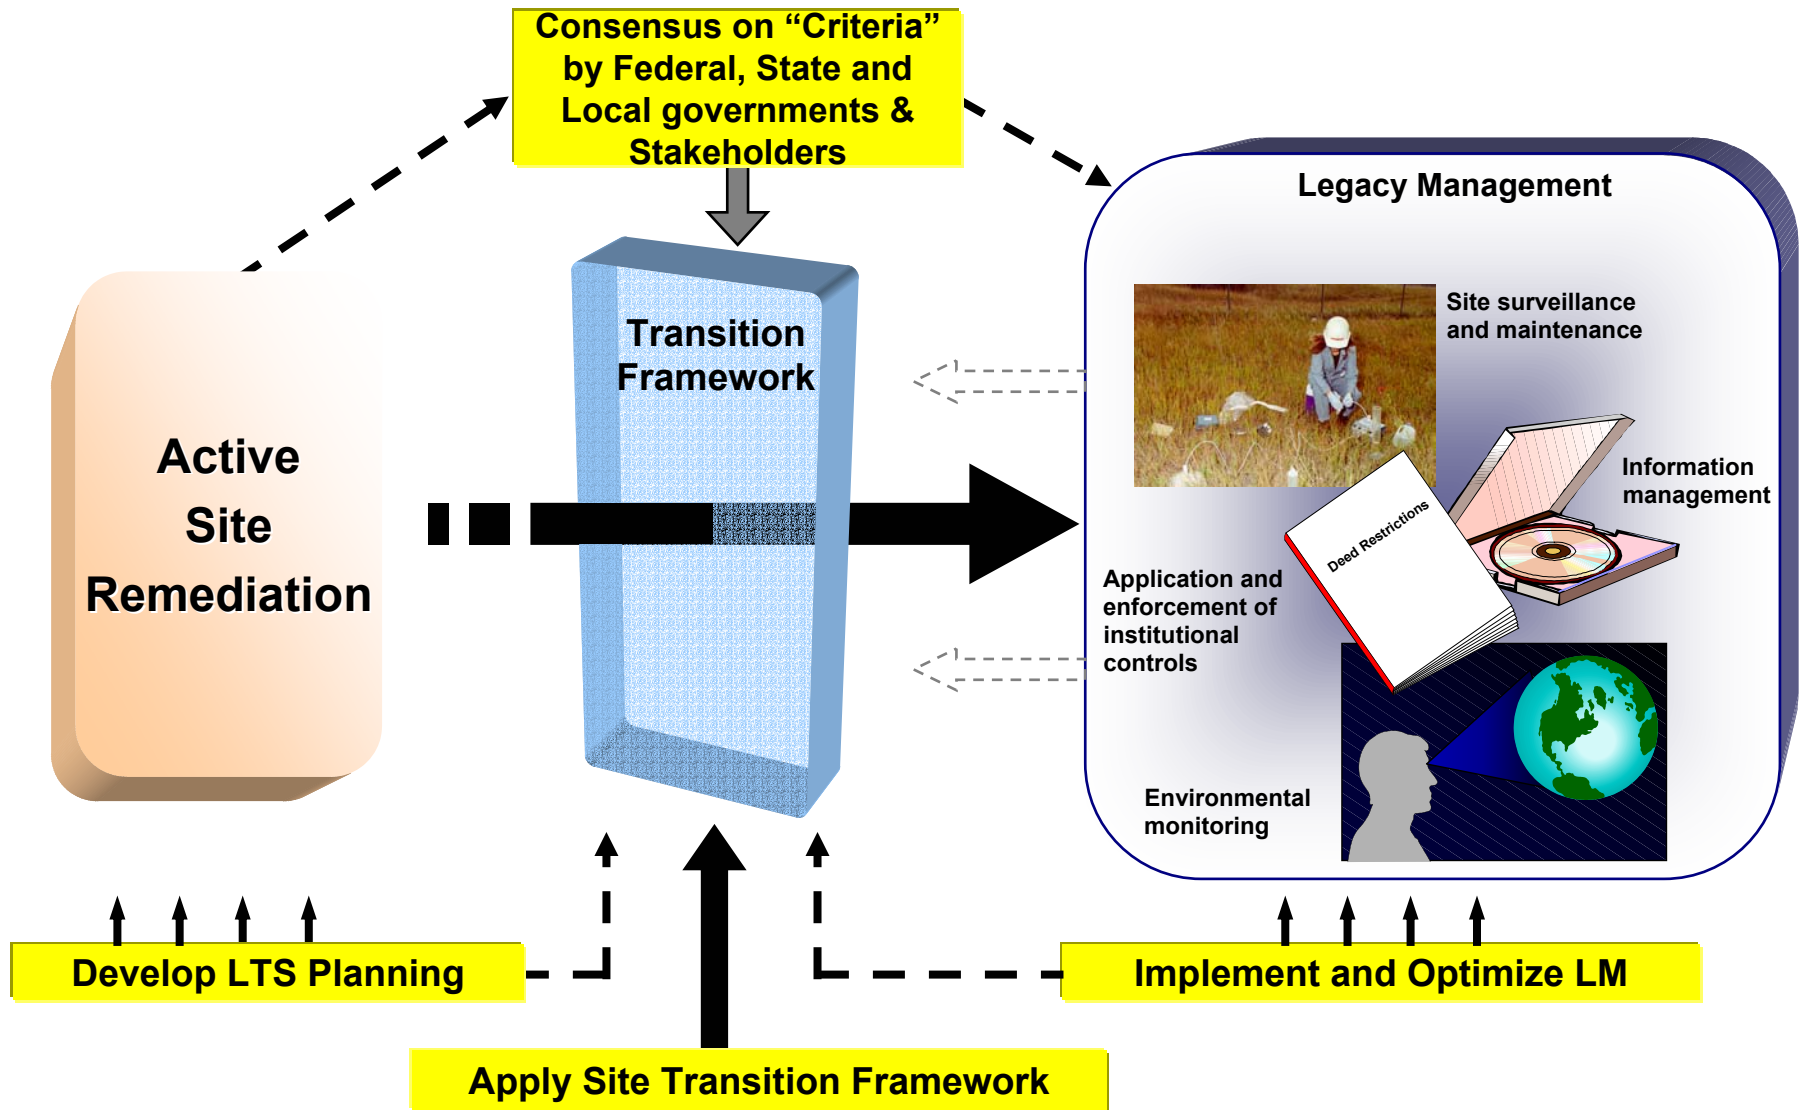 Consensus on “Criteria”
by Federal, State and
Local governments &
Stakeholders
Legacy Management
Site surveillance
and maintenance
Transition
Framework
Active
Site
Remediation
Information
management
Deed Restrictions
Application and
enforcement of
institutional
controls
Environmental
monitoring
Develop LTS Planning
Implement and Optimize LM
Apply Site Transition Framework